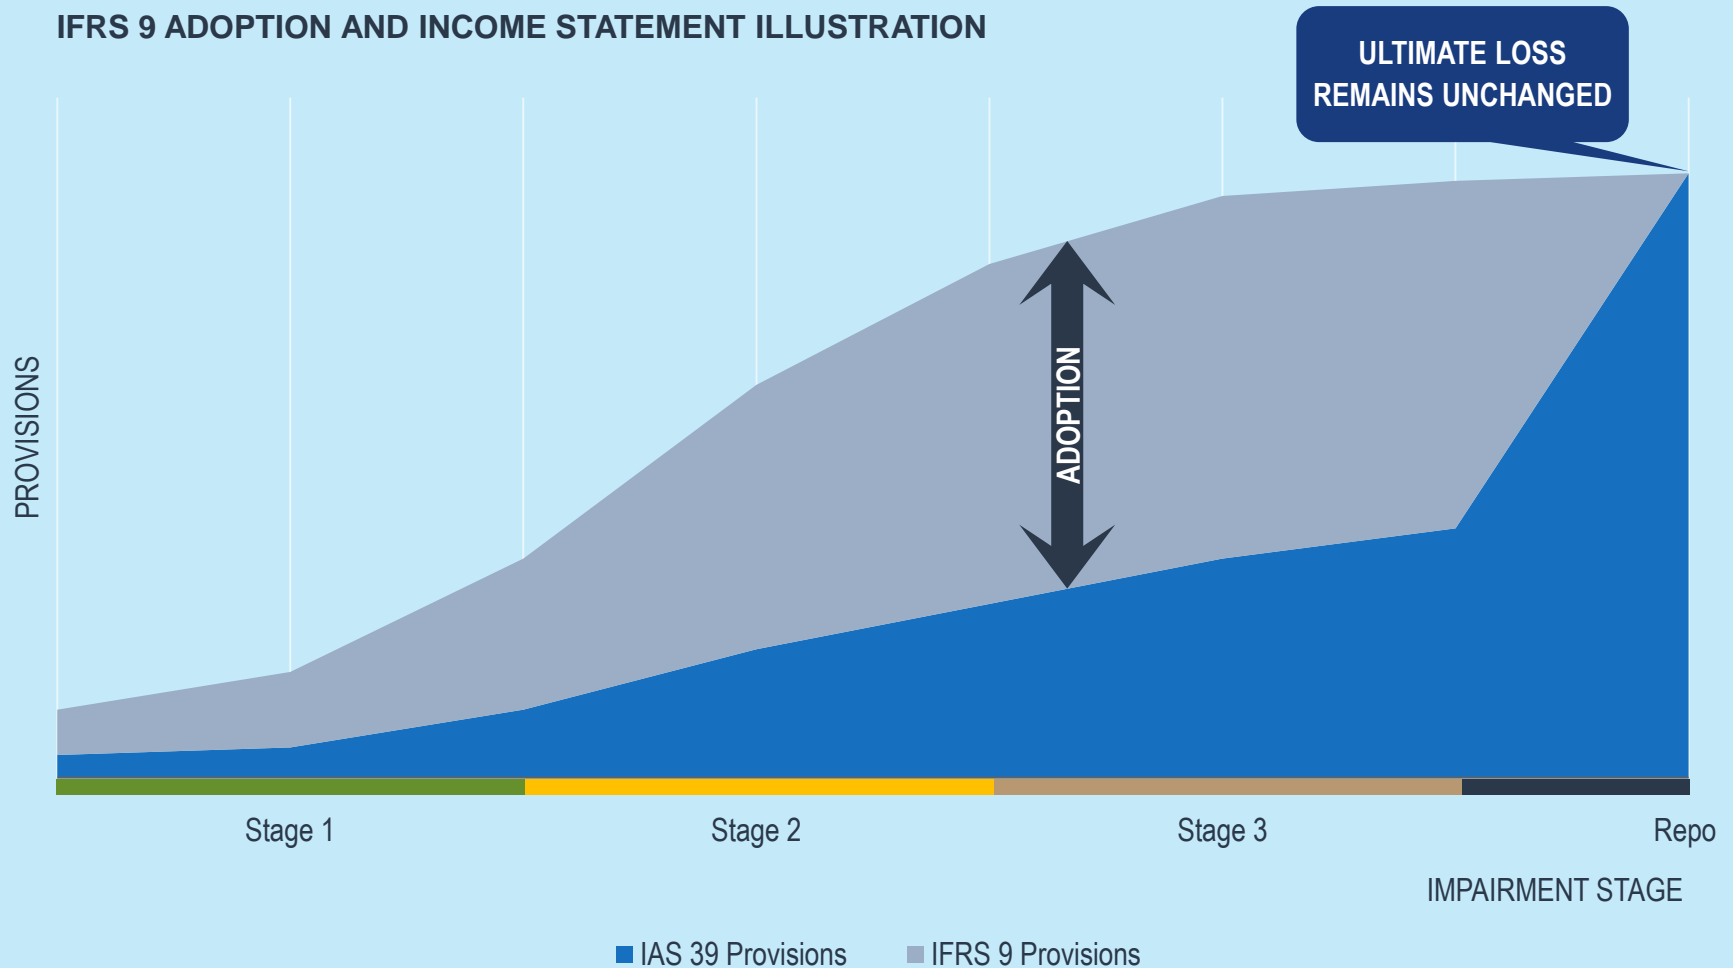 IFRS 9 ADOPTION AND INCOME STATEMENT ILLUSTRATION
ULTIMATE LOSS
REMAINS UNCHANGED
PROVISIONS
ADOPTION
Stage 1
Stage 2
Stage 3
Repo
IMPAIRMENT STAGE
IAS 39 Provisions
IFRS 9 Provisions